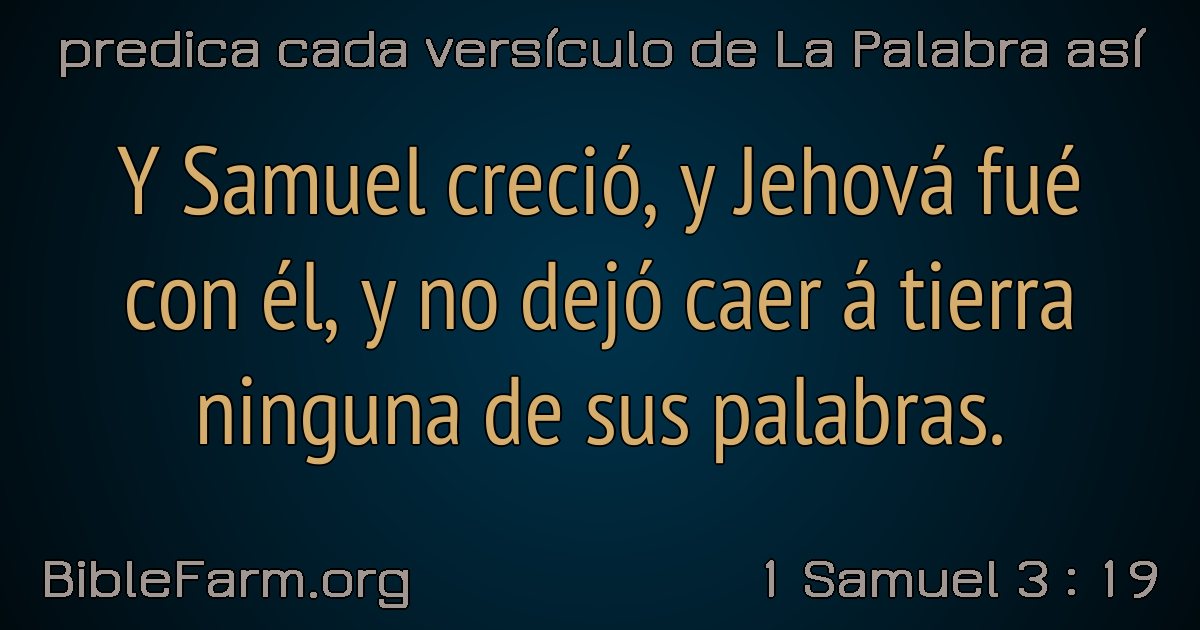 predica cada versículo de La Palabra así
Y Samuel creció, y Jehová fué
con él, y no dejó caer á tierra
ninguna de sus palabras.
BibleFarm.org
1 Samuel 3 : 19